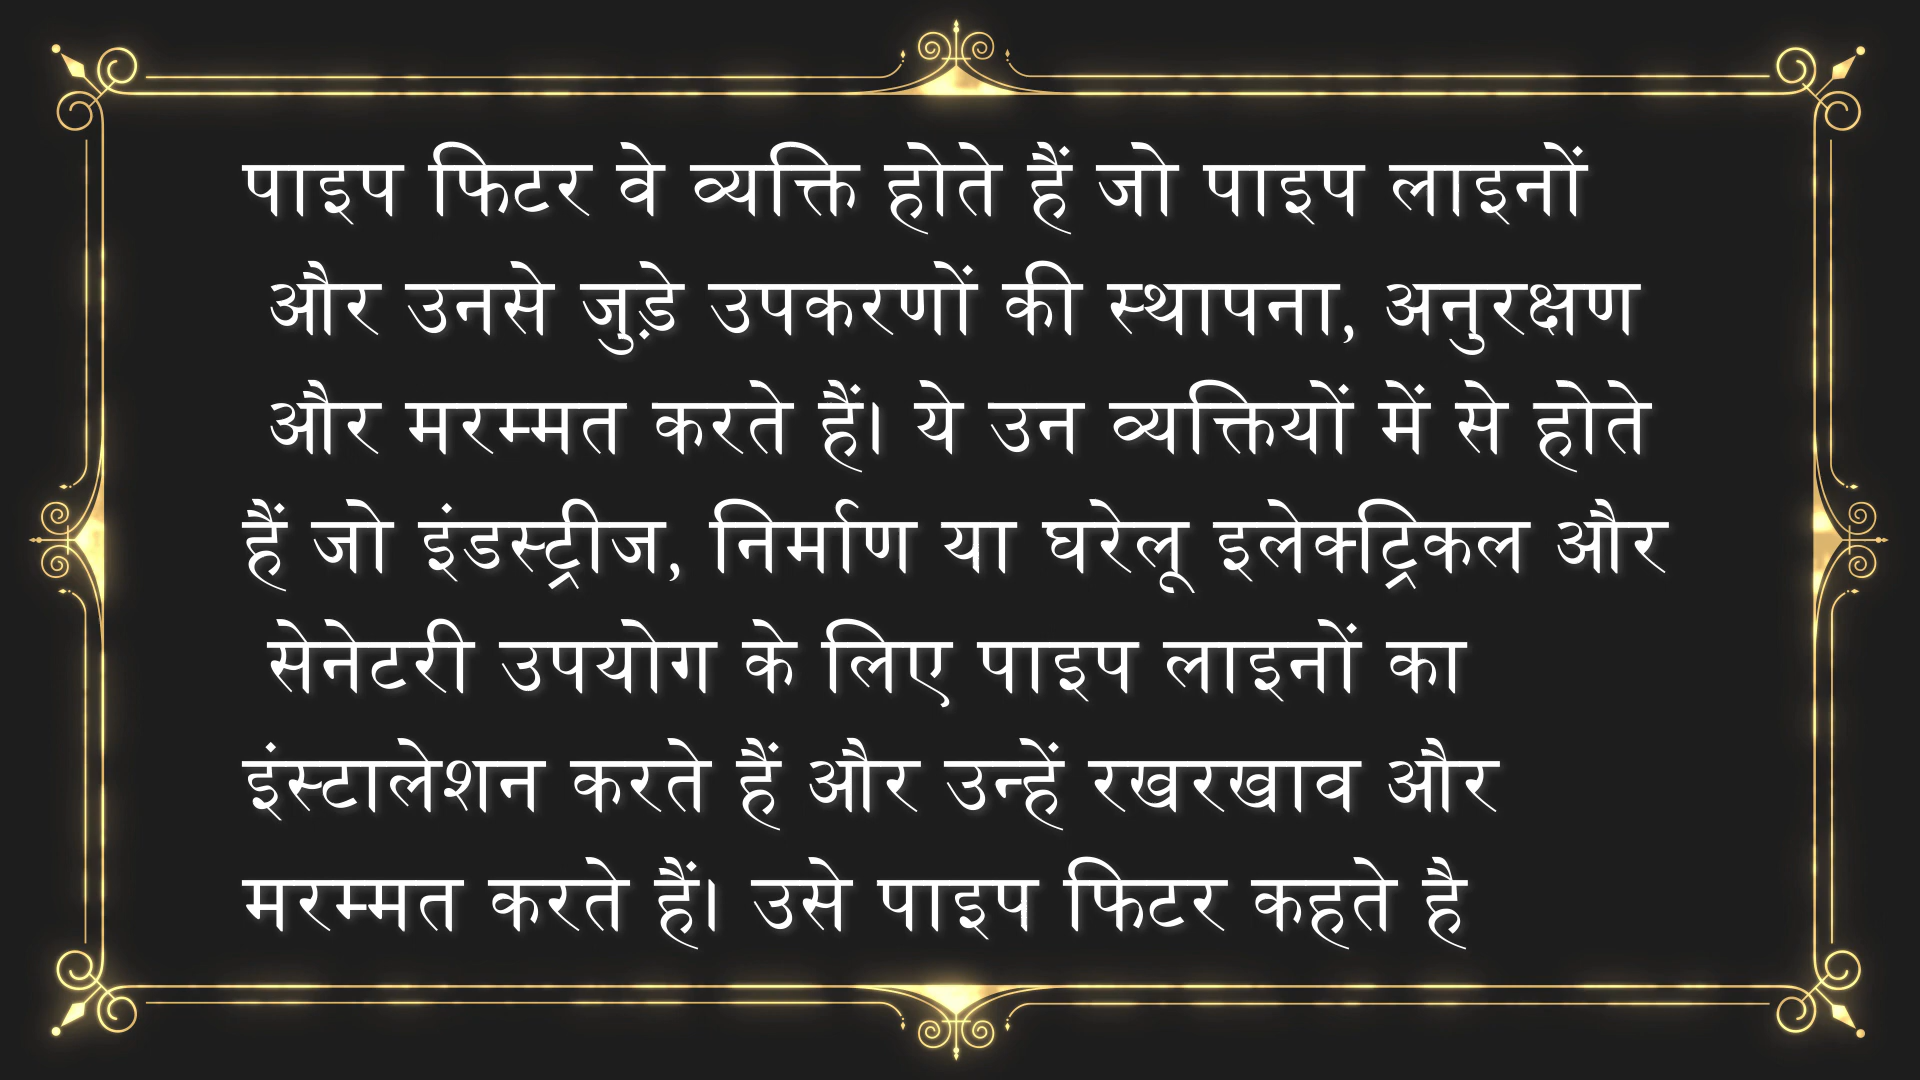 पाइप फिटर वे व्यक्ति होते हैं जो पाइप लाइनों
और उनसे जुड़े उपकरणों की स्थापना, अनुरक्षण
और मरम्मत करते हैं। ये उन व्यक्तियों में से होते
हैं जो इंडस्ट्रीज, निर्माण या घरेलू इलेक्ट्रिकल और
सेनेटरी उपयोग के लिए पाइप लाइनों का
इंस्टालेशन करते हैं और उन्हें रखरखाव और
मरम्मत करते हैं। उसे पाइप फिटर कहते है